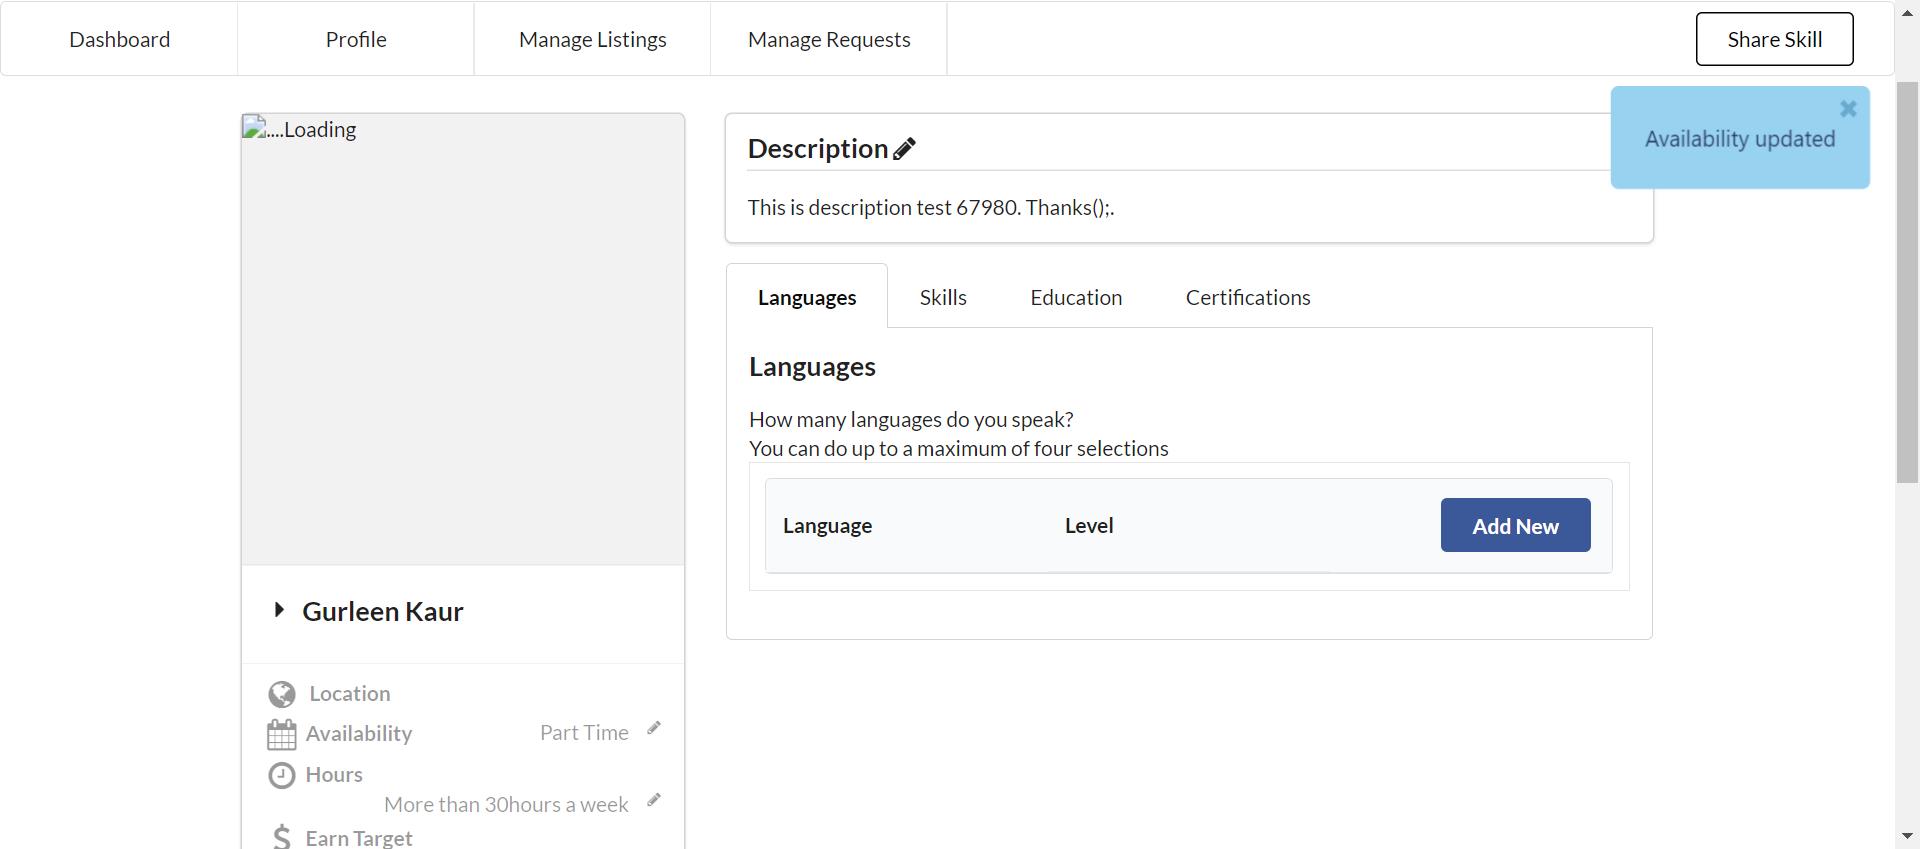 Dashboard
Profile
Manage Listings
Manage Requests
Share Skill
Availability updated
....Loading
Description
This is description test 67980. Thanks();.
Languages
Skills
Education
Certifications
Languages
How many languages do you speak?
You can do up to a maximum of four selections
Language
Level
Add New
Gurleen Kaur
Location
Availability
Part Time
Hours
More than 30hours a week
Earn Target